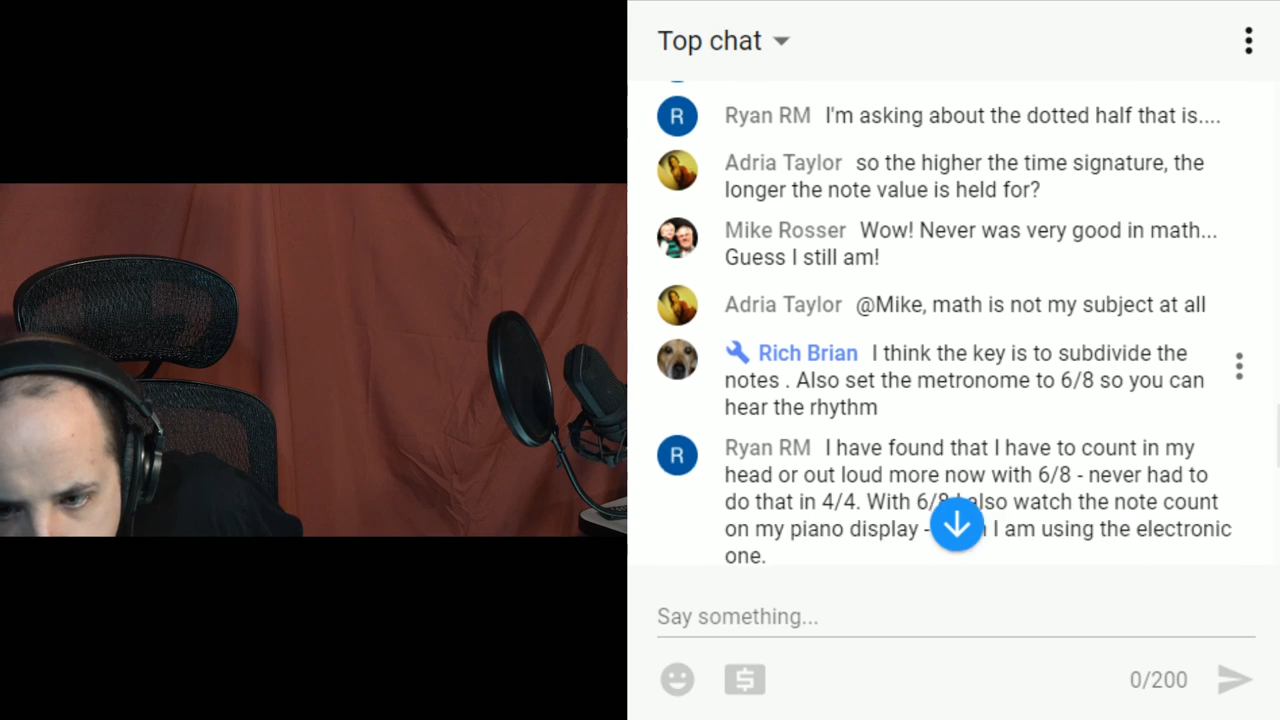 Top chat
R Ryan RM I'm asking about the dotted half that is....
Adria Taylor so the higher the time signature, the
longer the note value is held for?
Mike Rosser Wow! Never was very good in math...
Guess I still am!
Adria Taylor @Mike, math is not my subject at all
Rich Brian I think the key is to subdivide the
notes . Also set the metronome to 6/8 so you can
hear the rhythm
R Ryan RM I have found that I have to count in my
head or out loud more now with 6/8 - never had to
do that in 4/4. With 6/8 also watch the note count
on my piano display - I am using the electronic
one.
Say something...
0/200